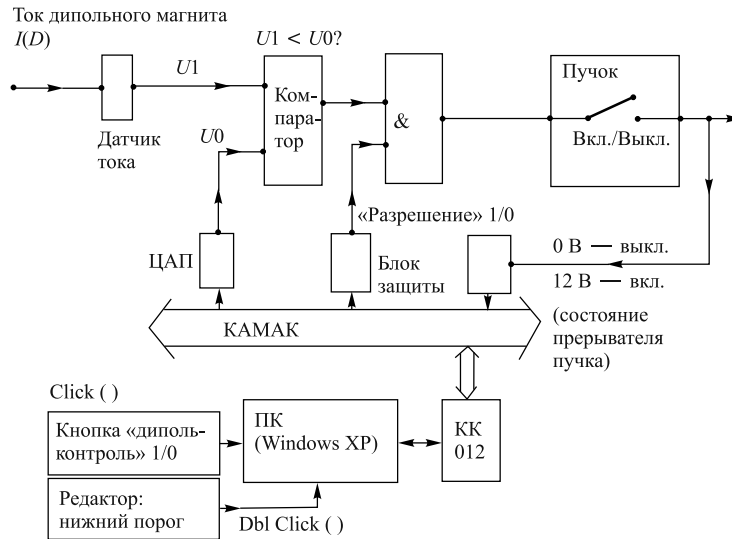 Ток дипольного магнита
I(D)
U1 < U0?
U1
Ком-
пара-
тор
Датчик
тока
U0
&
Пучок
Вкл./Выкл.
«Разрешение» 1/0
ЦАП
Блок
защиты
0 В — выкл.
12 В — вкл.
(состояние
прерывателя
пучка)
КАМАК
Click ( )
Кнопка «диполь-
контроль» 1/0
ПК
(Windows XP)
КК
012
Редактор:
нижний порог
Dbl Click ( )